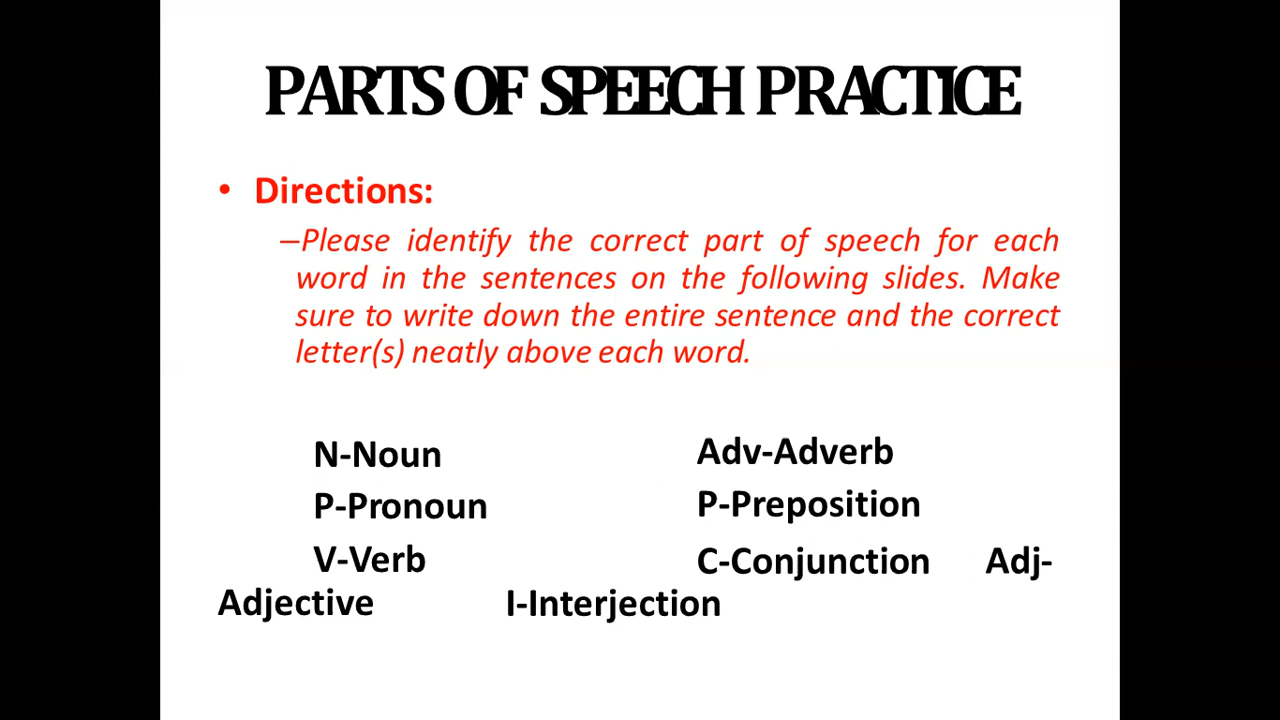 PARTS OF SPEECH PRACTICE
• Directions:
–Please identify the correct part of speech for each
word in the sentences on the following slides. Make
sure to write down the entire sentence and the correct
letter(s) neatly above each word.
N-Noun Adv-Adverb
P-Pronoun P-Preposition
V-Verb C-Conjunction Adj-
Adjective I-Interjection